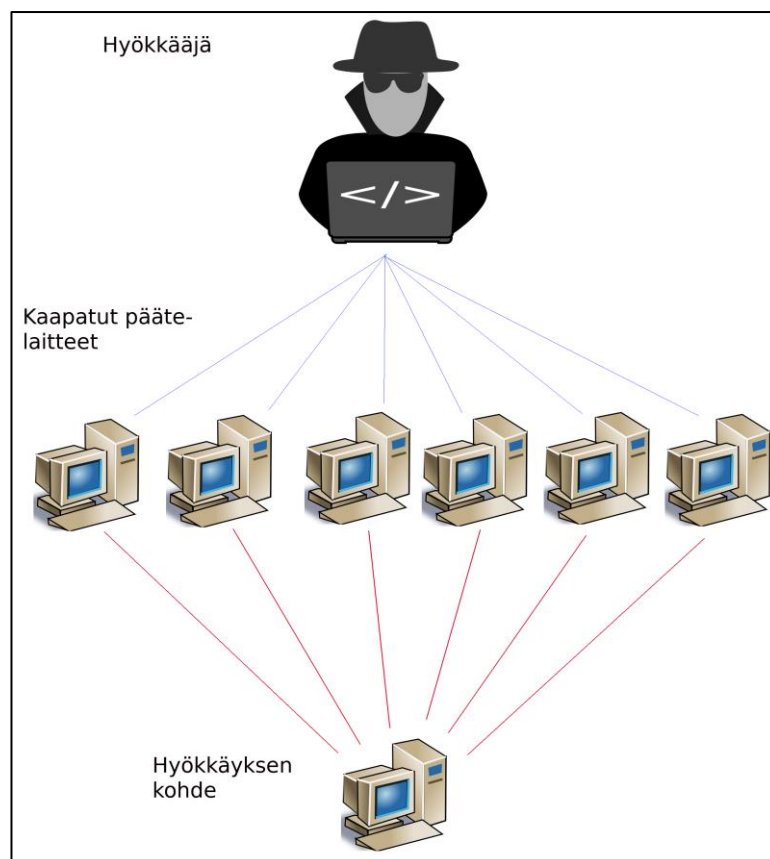 Hyökkääjä
</>
Kaapatut pääte-
laitteet
Hyökkäyksen
kohde